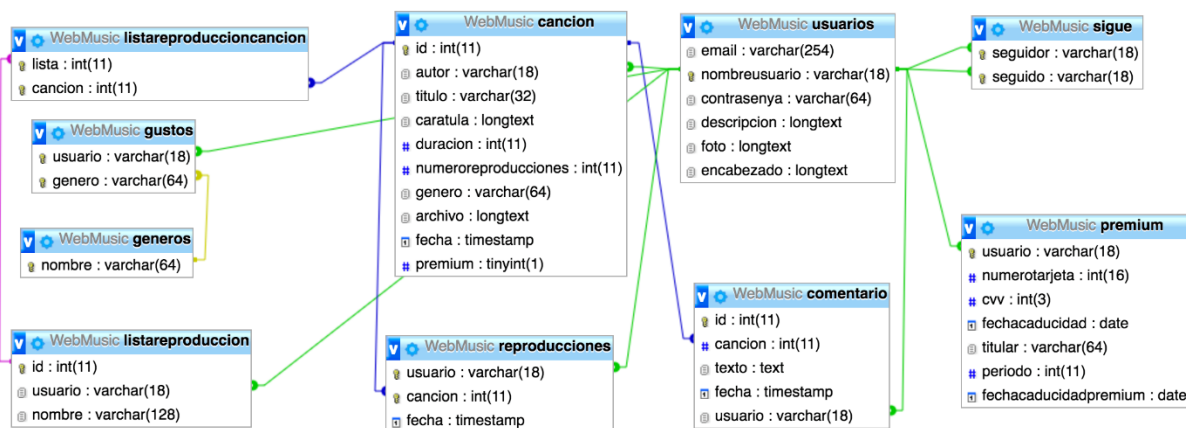 WebMusic listareproduccioncancion
lista : int(11)
cancion : int(11)
WebMusic gustos
usuario : varchar(18)
genero : varchar(64)
WebMusic generos
nombre : varchar(64)
WebMusic listareproduccion
id : int(11)
usuario : varchar(18)
nombre : varchar(128)
WebMusic cancion
id : int(11)
autor : varchar(18)
titulo : varchar(32)
caratula : longtext
duracion : int(11)
numeroreproducciones : int(11)
genero : varchar(64)
archivo : longtext
fecha : timestamp
premium : tinyint(1)
WebMusic reproducciones
usuario : varchar(18)
cancion : int(11)
fecha : timestamp
WebMusic usuarios
email : varchar(254)
nombreusuario : varchar(18)
contrasenya : varchar(64)
descripcion : longtext
foto : longtext
encabezado : longtext
WebMusic comentario
id : int(11)
cancion : int(11)
texto : text
fecha : timestamp
usuario : varchar(18)
WebMusic sigue
seguidor : varchar(18)
seguido : varchar(18)
WebMusic premium
usuario : varchar(18)
numerotarjeta : int(16)
cvv : int(3)
fechacaducidad : date
titular : varchar(64)
periodo : int(11)
fechacaducidadpremium : date